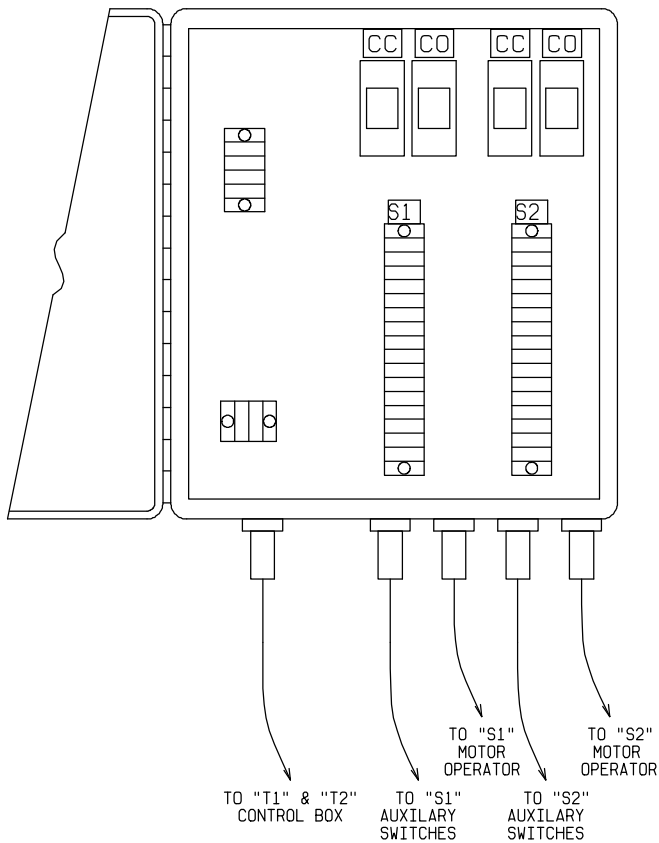 CC CO CC CO
S1 S2
TO "S1"
MOTOR
OPERATOR
TO "S2"
MOTOR
OPERATOR
TO "T1" & "T2"
CONTROL BOX
TO "S1"
AUXILARY
SWITCHES
TO "S2"
AUXILARY
SWITCHES